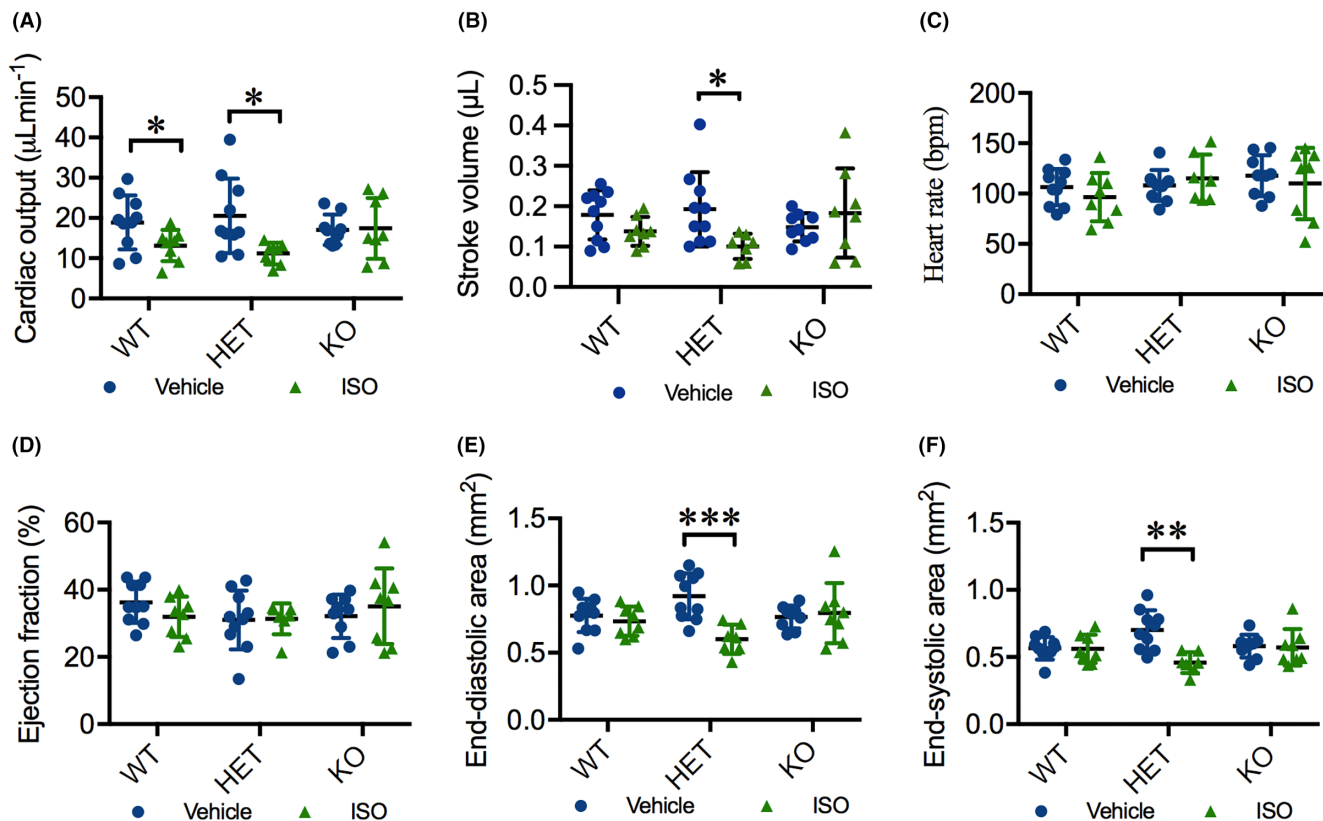 (A)
Cardiac output (µLmin⁻¹)
50
40
30
20
10
0
*
*
WT
HET
KO
Vehicle
ISO
(B)
Stroke volume (µL)
0.5
0.4
0.3
0.2
0.1
0.0
*
WT
HET
KO
Vehicle
ISO
(C)
Heart rate (bpm)
200
150
100
50
0
WT
HET
KO
Vehicle
ISO
(D)
Ejection fraction (%)
60
40
20
0
WT
HET
KO
Vehicle
ISO
(E)
End-diastolic area (mm²)
1.5
1.0
0.5
0.0
***
WT
HET
KO
Vehicle
ISO
(F)
End-systolic area (mm²)
1.5
1.0
0.5
0.0
**
WT
HET
KO
Vehicle
ISO